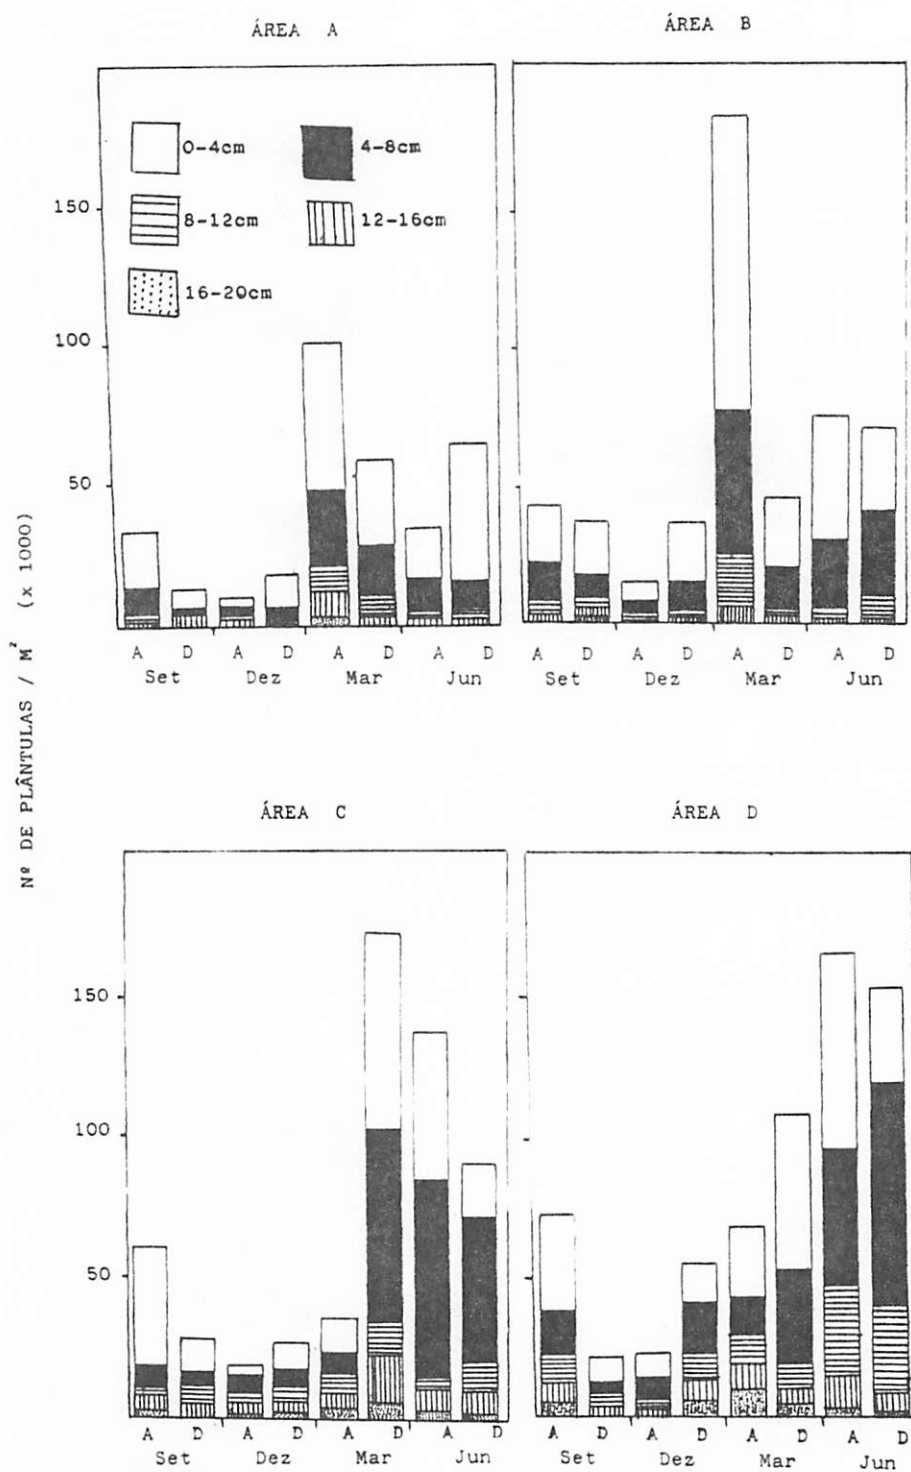 ÁREA A
ÁREA B
0-4cm
4-8cm
8-12cm
12-16cm
16-20cm
150
100
50
A D A D A D A D
Set Dez Mar Jun
A D A D A D A D
Set Dez Mar Jun
Nº DE PLÂNTULAS / M² (x 1000)
ÁREA C
ÁREA D
150
100
50
A D A D A D A D
Set Dez Mar Jun
A D A D A D A D
Set Dez Mar Jun